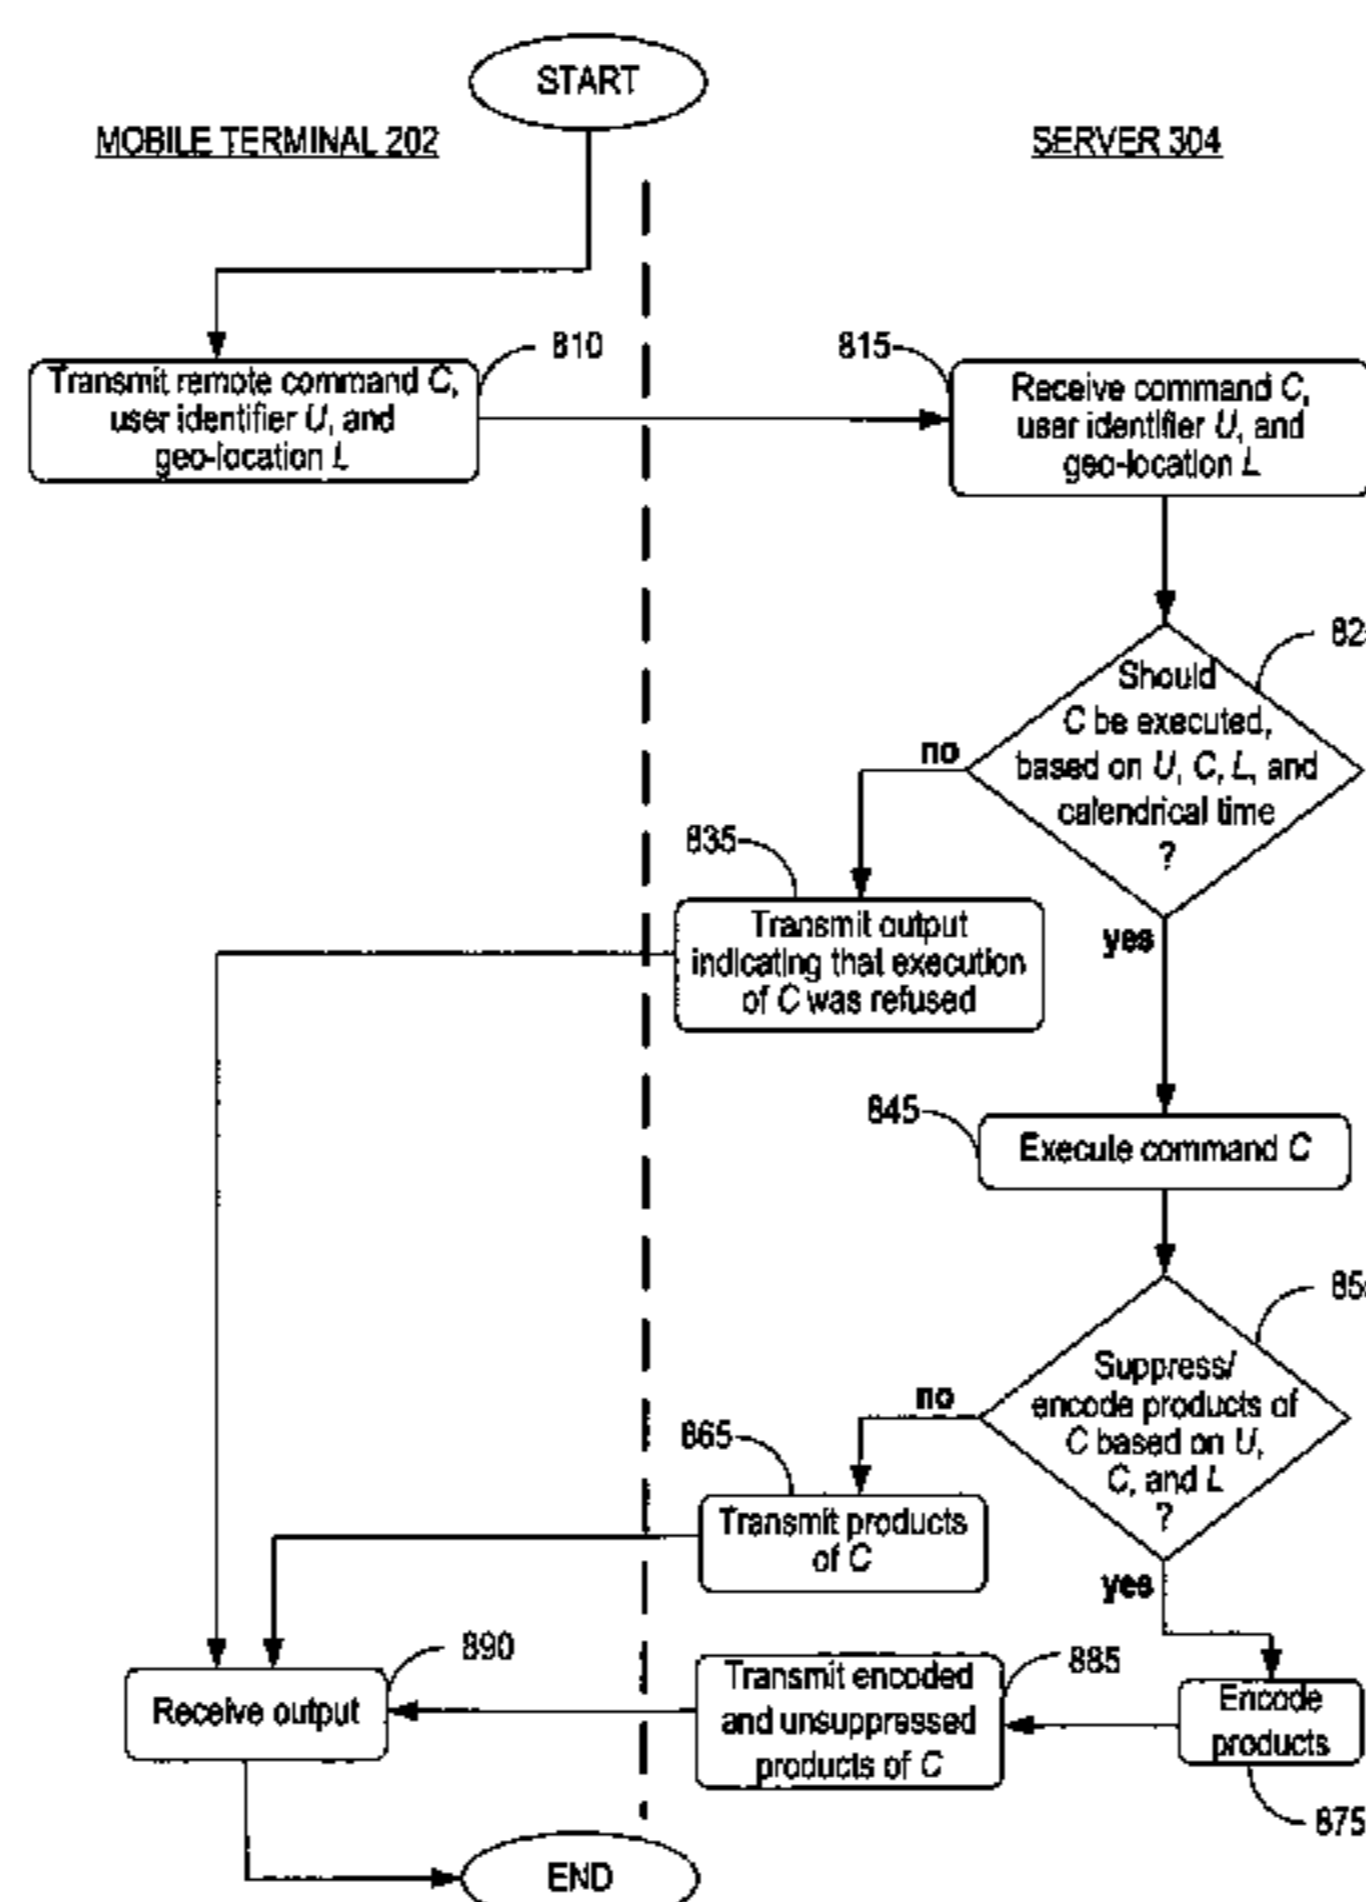 START
MOBILE TERMINAL 202
SERVER 304
810
815
Transmit remote command C,
user identifier U, and
geo-location L
Receive command C,
user identifier U, and
geo-location L
Should
C be executed,
based on U, C, L, and
calendrical time
?
no
yes
835
Transmit output
indicating that execution
of C was refused
845
Execute command C
Suppress/
encode products of
C based on U,
C, and L
?
no
yes
865
Transmit products
of C
890
Receive output
885
Transmit encoded
and unsuppressed
products of C
Encode
products
875
END